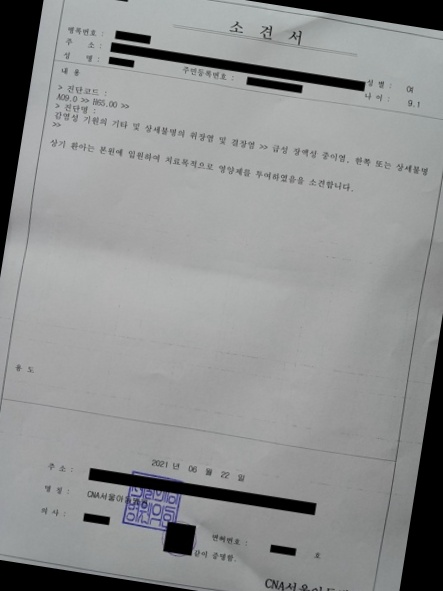 소 견 서
병록번호 :
주 소 :
성 명 : 주민등록번호 : 성 별 : 여
나 이 : 9.1
내 용
> 진단코드 :
A09.0 >> H65.00 >>
> 진단명 :
감염성 기원의 기타 및 상세불명의 위장염 및 결장염 >> 급성 장액성 중이염, 한쪽 또는 상세불명
>>
상기 환아는 본원에 입원하여 치료목적으로 영양제를 투여하였음을 소견합니다.
용 도
2021 년 06 월 22 일
주 소 :
명 칭 : CNA서울아
의 사 : 면허번호 : 호
같이 증명함.
CNA서울아동